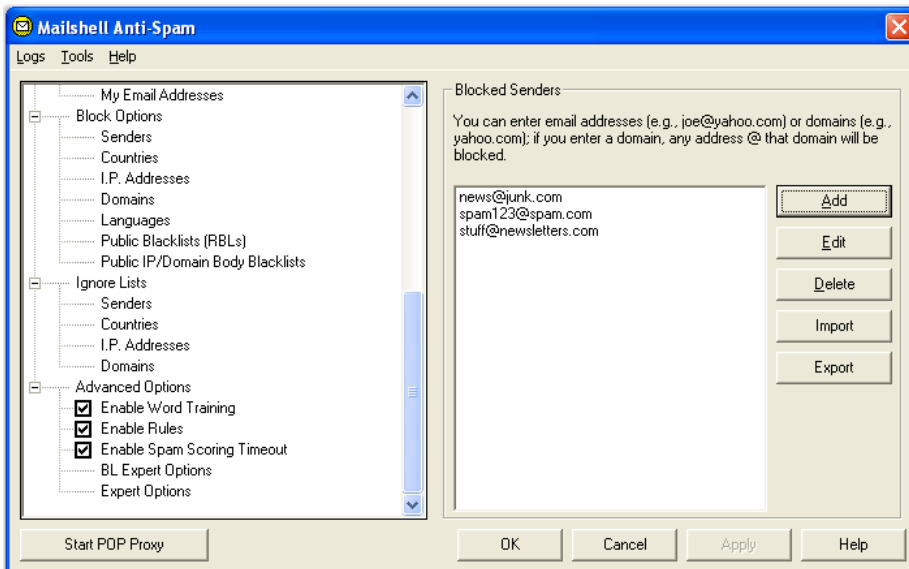 Mailshell Anti-Spam
Logs Tools Help
My Email Addresses
Block Options
Senders
Countries
I.P. Addresses
Domains
Languages
Public Blacklists (RBLs)
Public IP/Domain Body Blacklists
Ignore Lists
Senders
Countries
I.P. Addresses
Domains
Advanced Options
Enable Word Training
Enable Rules
Enable Spam Scoring Timeout
BL Expert Options
Expert Options
Blocked Senders
You can enter email addresses (e.g., joe@yahoo.com) or domains (e.g.,
yahoo.com); if you enter a domain, any address @ that domain will be
blocked.
news@junk.com
spam123@spam.com
stuff@newsletters.com
Add
Edit
Delete
Import
Export
Start POP Proxy
OK
Cancel
Apply
Help